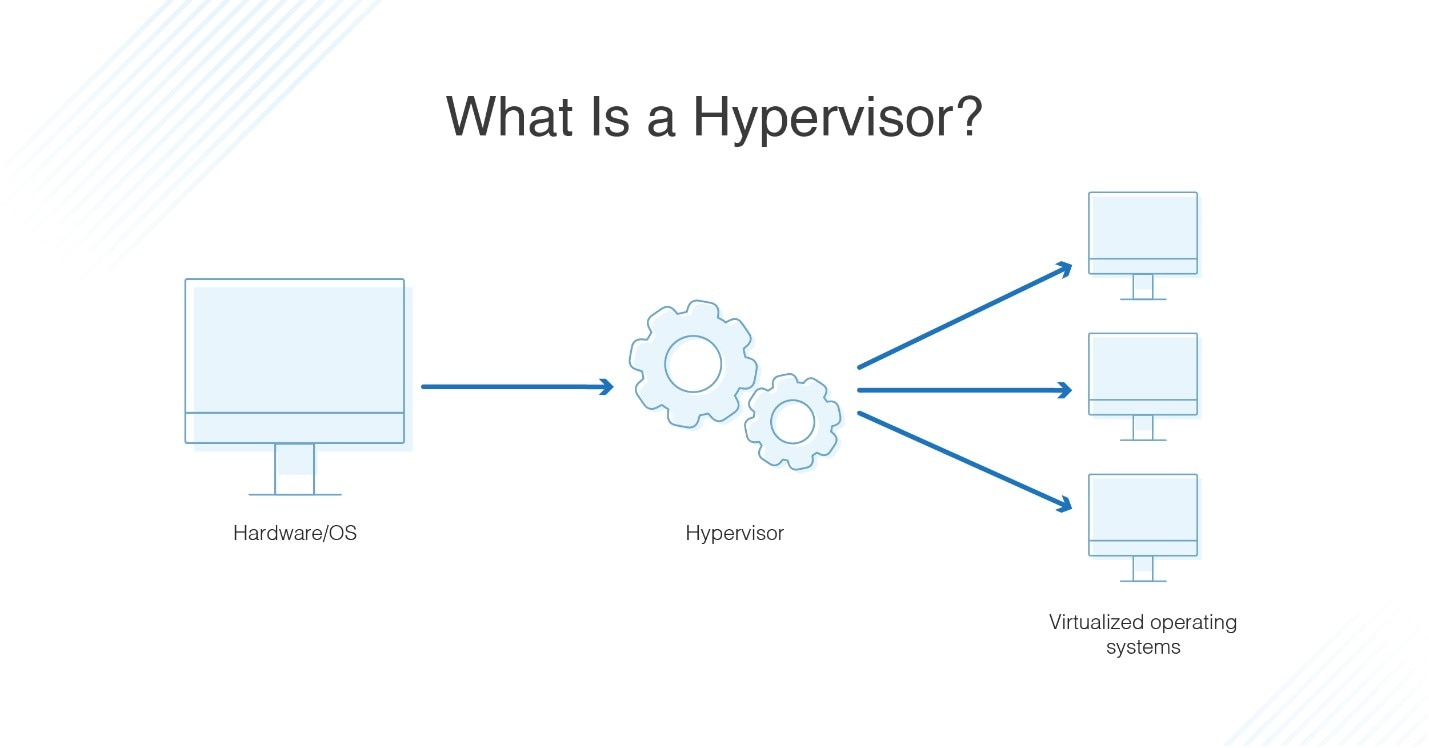 What Is a Hypervisor?
Hardware/OS
Hypervisor
Virtualized operating
systems